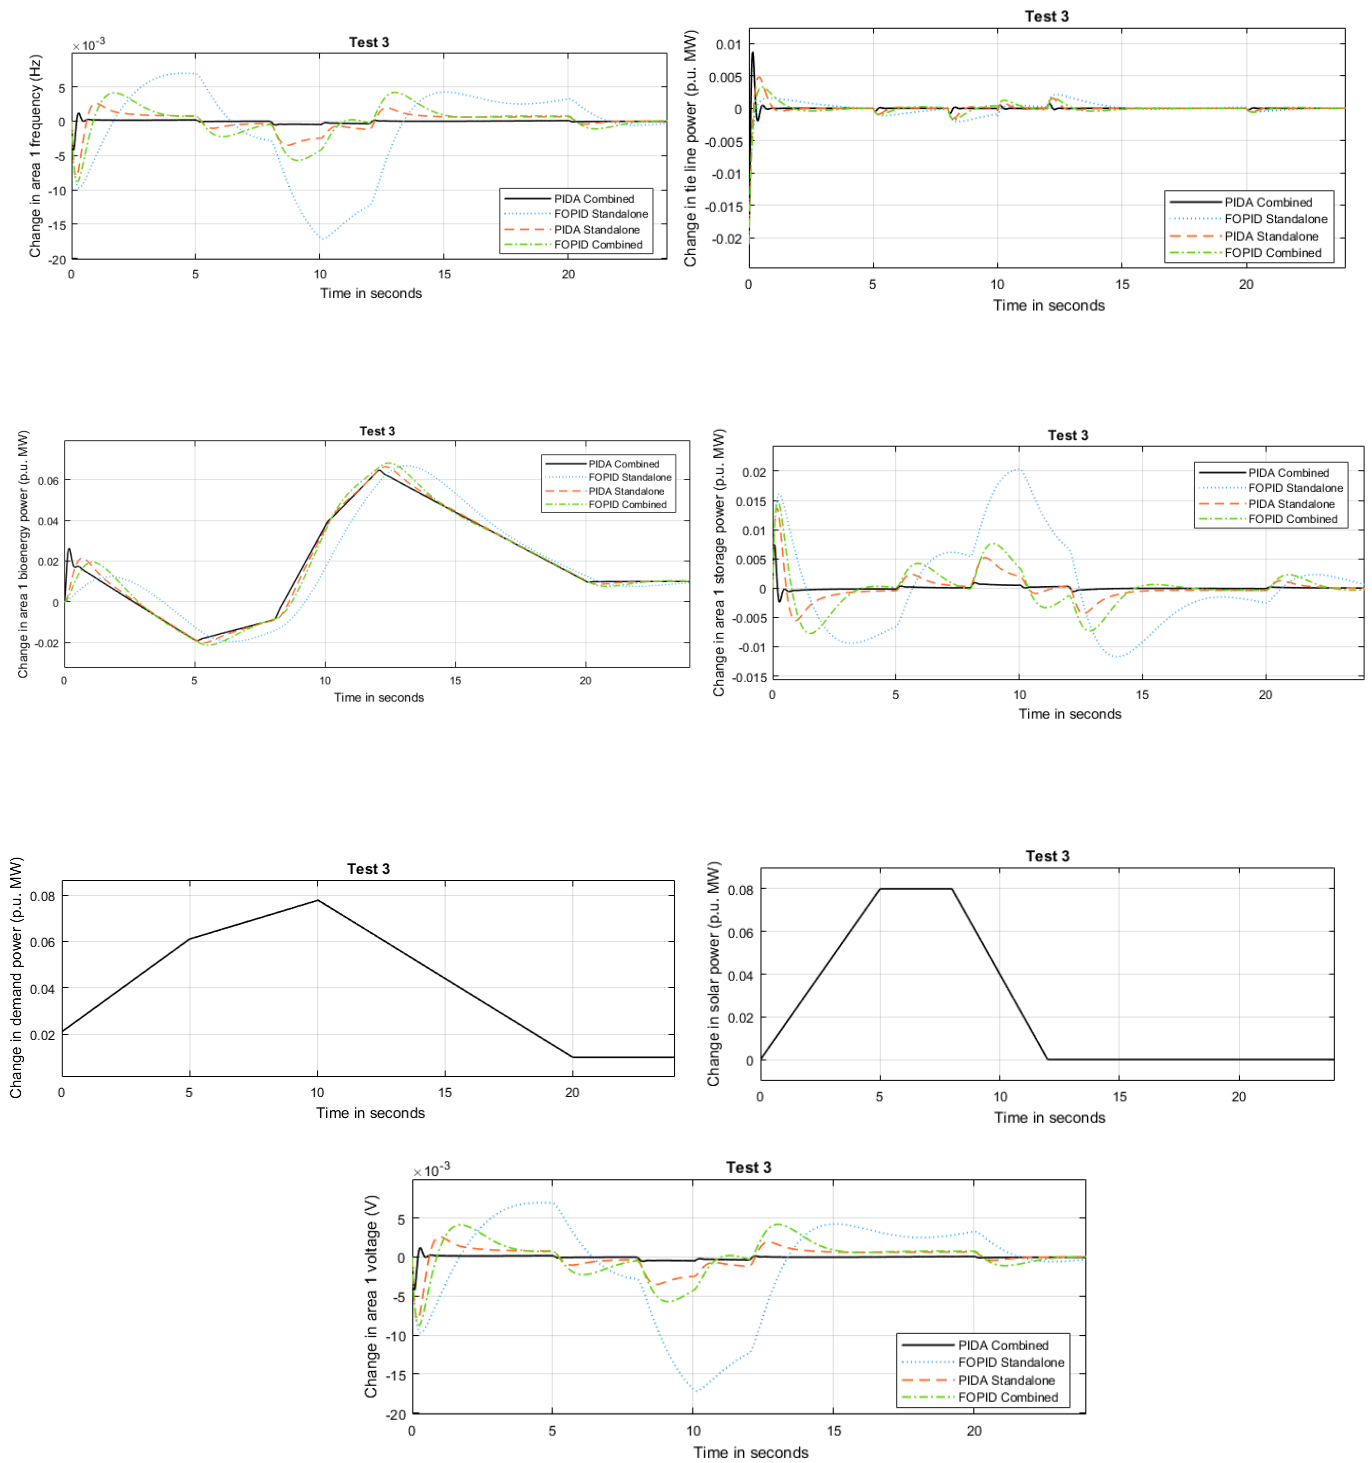 ×10^-3
Test 3
Change in area 1 frequency (Hz)
5
0
-5
-10
-15
-20
PIDA Combined
FOPID Standalone
PIDA Standalone
FOPID Combined
0 5 10 15 20
Time in seconds
Test 3
Change in tie line power (p.u. MW)
0.01
0.005
0
-0.005
-0.01
-0.015
-0.02
PIDA Combined
FOPID Standalone
PIDA Standalone
FOPID Combined
0 5 10 15 20
Time in seconds
Test 3
Change in area 1 bioenergy power (p.u. MW)
0.06
0.04
0.02
0
-0.02
PIDA Combined
FOPID Standalone
PIDA Standalone
FOPID Combined
0 5 10 15 20
Time in seconds
Test 3
Change in area 1 storage power (p.u. MW)
0.02
0.015
0.01
0.005
0
-0.005
-0.01
-0.015
PIDA Combined
FOPID Standalone
PIDA Standalone
FOPID Combined
0 5 10 15 20
Time in seconds
Test 3
Change in demand power (p.u. MW)
0.08
0.06
0.04
0.02
0 5 10 15 20
Time in seconds
Test 3
Change in solar power (p.u. MW)
0.08
0.06
0.04
0.02
0
0 5 10 15 20
Time in seconds
×10^-3
Test 3
Change in area 1 voltage (V)
5
0
-5
-10
-15
-20
PIDA Combined
FOPID Standalone
PIDA Standalone
FOPID Combined
0 5 10 15 20
Time in seconds